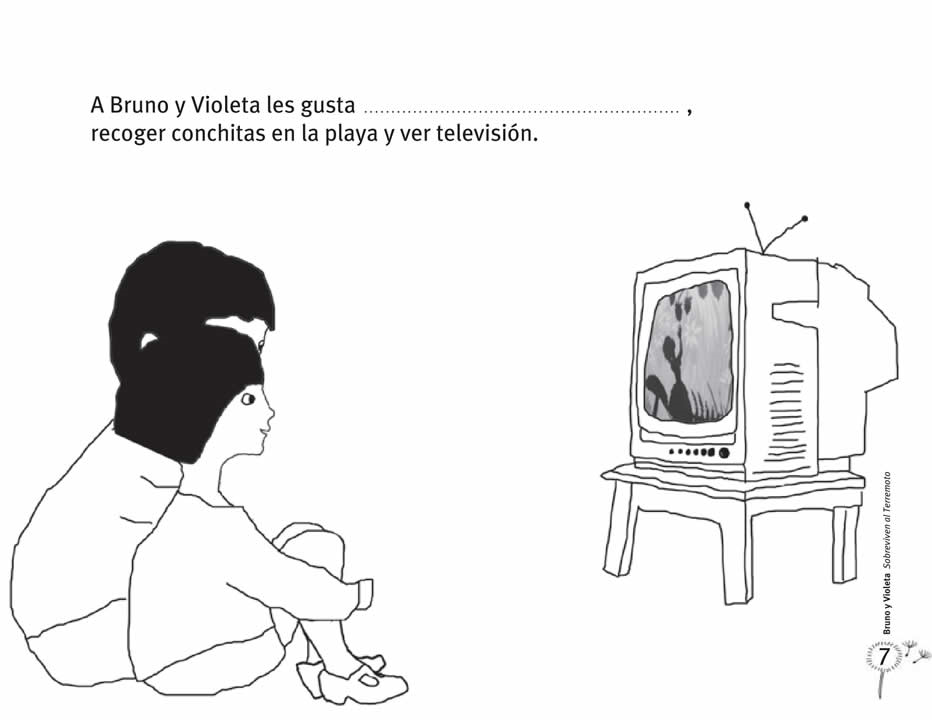 A Bruno y Violeta les gusta ........................................................ ,
recoger conchitas en la playa y ver televisión.
Bruno y Violeta Sobreviven al Terremoto
7